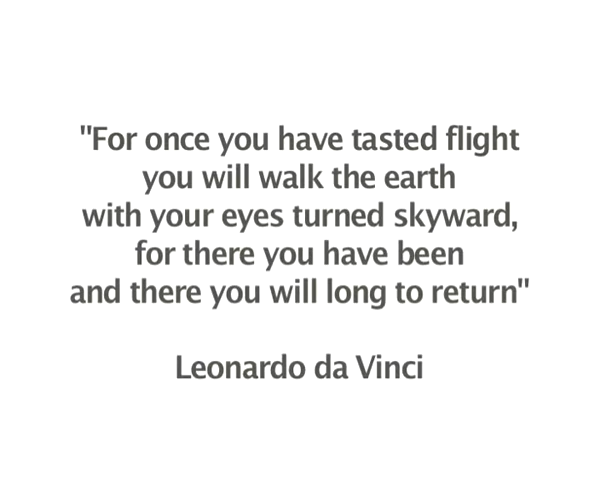 "For once you have tasted flight
you will walk the earth
with your eyes turned skyward,
for there you have been
and there you will long to return"
Leonardo da Vinci